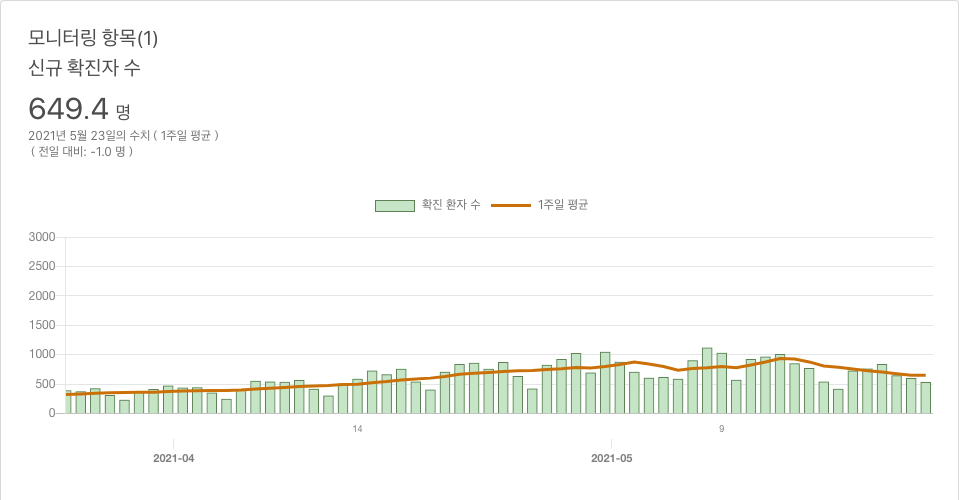 모니터링 항목(1)
신규 확진자 수
649.4 명
2021년 5월 23일의 수치 ( 1주일 평균 )
( 전일 대비: -1.0 명 )
확진 환자 수 1주일 평균
3000
2500
2000
1500
1000
500
0
14 9
2021-04 2021-05